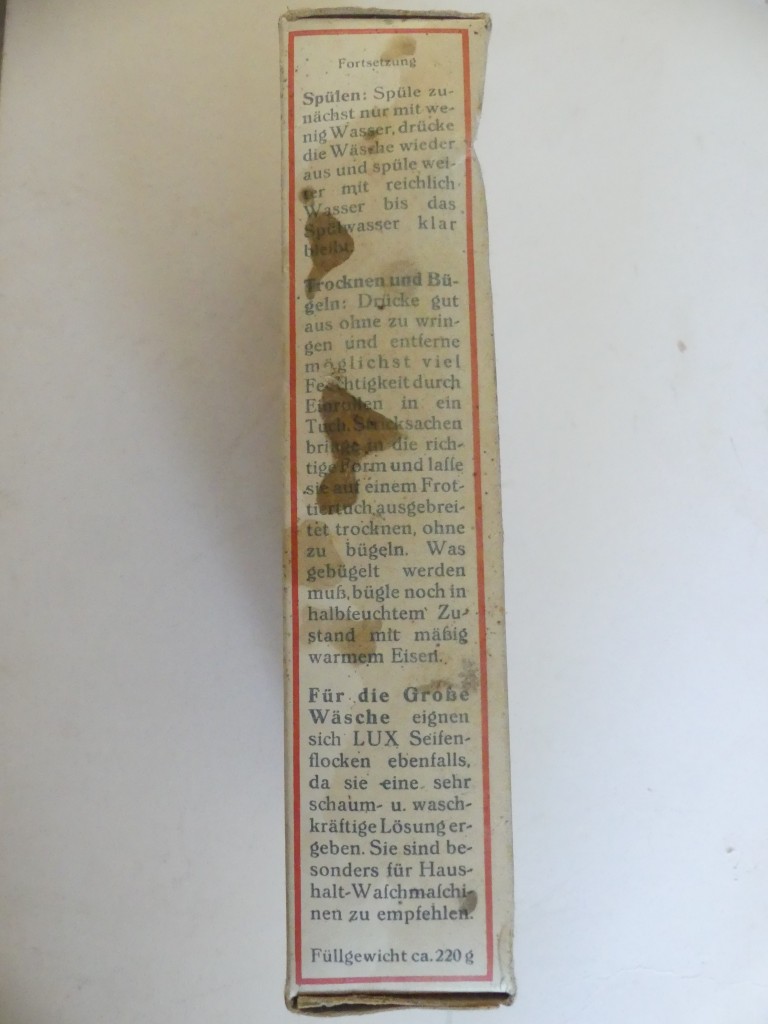 Fortsetzung
Spülen: Spüle zu-
nächst nur mit we-
nig Wasser, drücke
die Wäsche wieder
aus und spüle wei-
ter mit reichlich
Wasser bis das
Spülwasser klar
bleibt.
Trocknen und Bü-
geln: Drücke gut
aus ohne zu wrin-
gen und entferne
möglichst viel
Feuchtigkeit durch
Einrollen in ein
Tuch. Stricksachen
bringe in die rich-
tige Form und laſſe
sie auf einem Frot-
tiertuch ausgebrei-
tet trocknen, ohne
zu bügeln. Was
gebügelt werden
muß, bügle noch in
halbfeuchtem Zu-
stand mit mäßig
warmem Eisen.
Für die Große
Wäsche eignen
sich LUX Seifen-
flocken ebenfalls,
da sie eine sehr
schaum- u. wasch-
kräftige Lösung er-
geben. Sie sind be-
sonders für Haus-
halt-Waſchmaſchi-
nen zu empfehlen.
Füllgewicht ca. 220 g